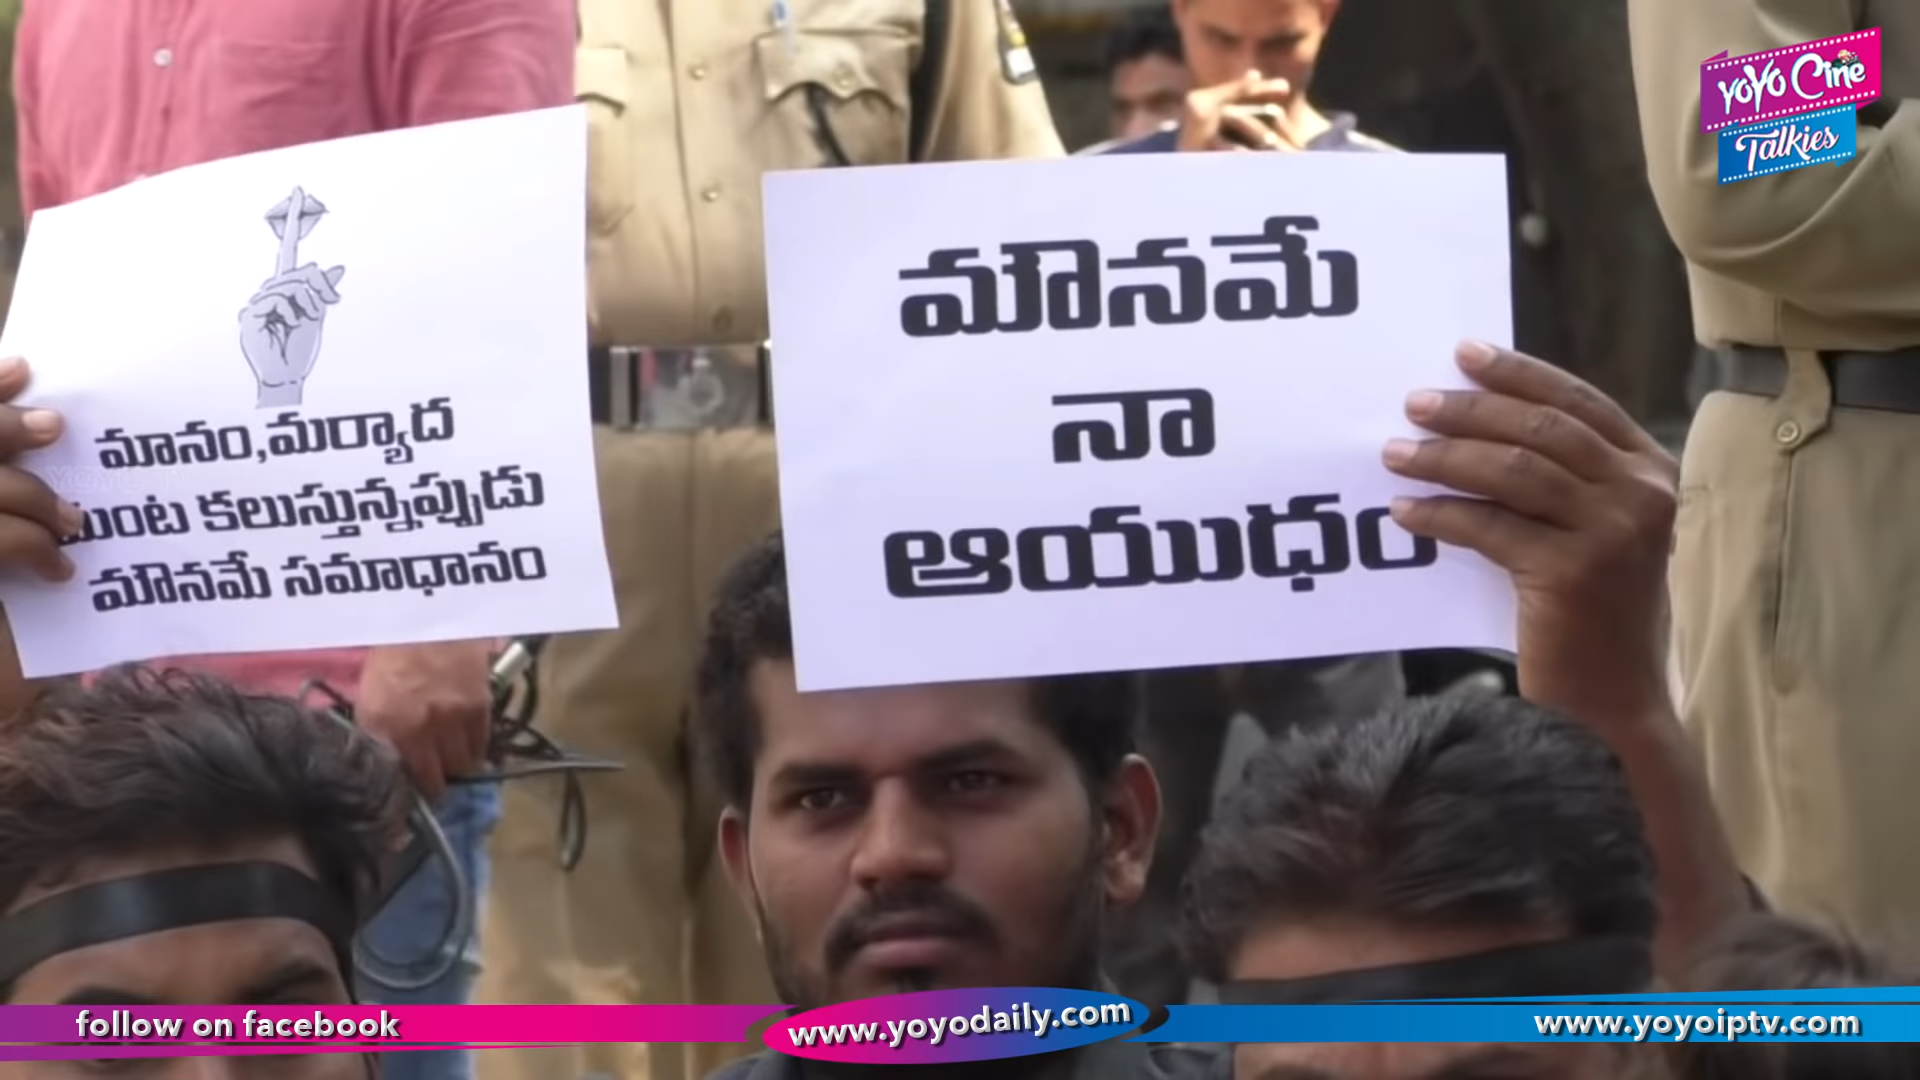 మానం,మర్యాద
కలుస్తున్నప్పుడు
మౌనమే సమాధానం
మౌనమే
నా
ఆయుధం
YOYO Cine
Talkies
follow on facebook
www.yoyodaily.com
www.yoyoiptv.com